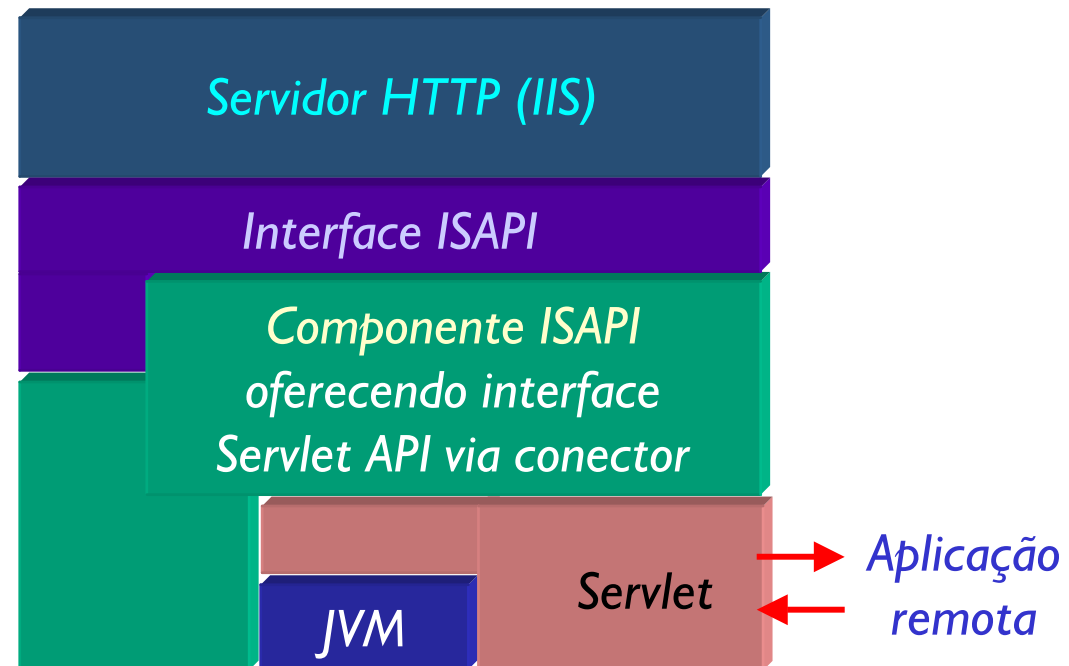 Servidor HTTP (IIS)
Interface ISAPI
Componente ISAPI
oferecendo interface
Servlet API via conector
Servlet
JVM
Aplicação
remota